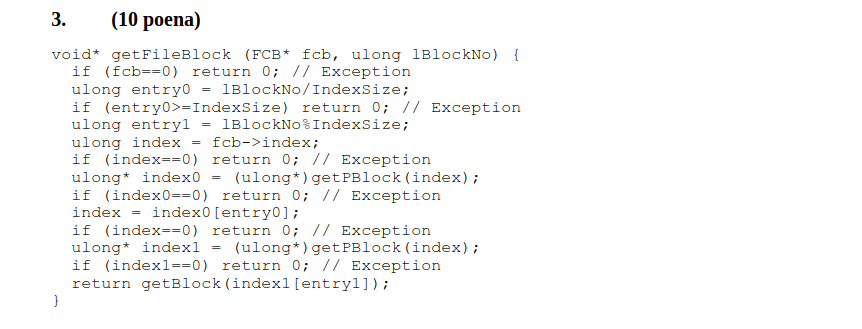 3. (10 poena)
void* getFileBlock (FCB* fcb, ulong lBlockNo) {
  if (fcb==0) return 0; // Exception
  ulong entry0 = lBlockNo/IndexSize;
  if (entry0>=IndexSize) return 0; // Exception
  ulong entry1 = lBlockNo%IndexSize;
  ulong index = fcb->index;
  if (index==0) return 0; // Exception
  ulong* index0 = (ulong*)getPBlock(index);
  if (index0==0) return 0; // Exception
  index = index0[entry0];
  if (index==0) return 0; // Exception
  ulong* index1 = (ulong*)getPBlock(index);
  if (index1==0) return 0; // Exception
  return getBlock(index1[entry1]);
}